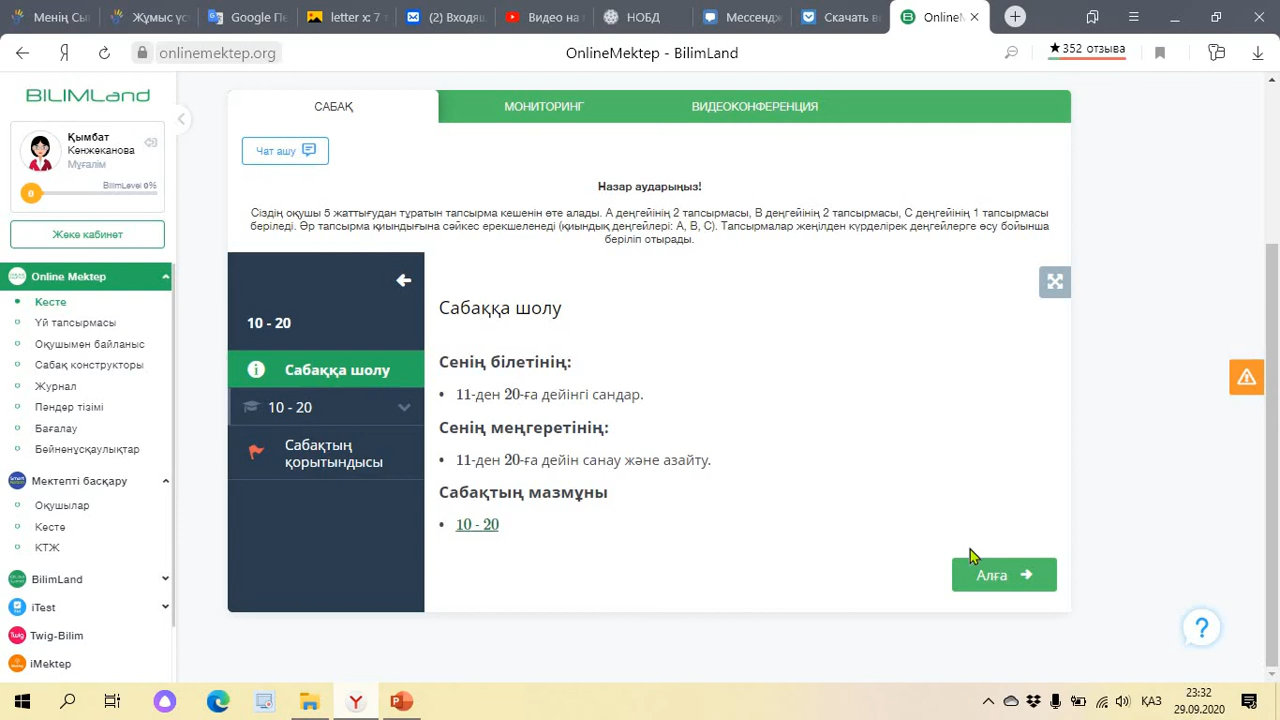 Менің Сы
Жұмыс үс
Google Пе
letter x: 7 т
(2) Входящ
Видео на
НОБД
Мессенд
Скачать в
OnlineM
onlinemektep.org
OnlineMektep - BilimLand
★352 отзыва
BILIMLand
Қымбат
Кенжеканова
Мұғалім
BilimLevel 0%
0
Жеке кабинет
Online Mektep
Кесте
Үй тапсырмасы
Оқушымен байланыс
Сабақ конструкторы
Журнал
Пәндер тізімі
Бағалау
Бейненұсқаулықтар
Мектепті басқару
Оқушылар
Кесте
КТЖ
BilimLand
iTest
Twig-Bilim
iMektep
САБАҚ
МОНИТОРИНГ
ВИДЕОКОНФЕРЕНЦИЯ
Чат ашу
Назар аударыңыз!
Сіздің оқушы 5 жаттығудан тұратын тапсырма кешенін өте алады. А деңгейінің 2 тапсырмасы, В деңгейінің 2 тапсырмасы, С деңгейінің 1 тапсырмасы
беріледі. Әр тапсырма қиындығына сәйкес ерекшеленеді (қиындық деңгейлері: А, В, С). Тапсырмалар жеңілден күрделірек деңгейлерге өсу бойынша
беріліп отырады.
10 - 20
Сабаққа шолу
10 - 20
Сабақтың
қорытындысы
Сабаққа шолу
Сенің білетінің:
• 11-ден 20-ға дейінгі сандар.
Сенің меңгеретінің:
• 11-ден 20-ға дейін санау және азайту.
Сабақтың мазмұны
• 10 - 20
Алға
?
ҚАЗ
23:32
29.09.2020